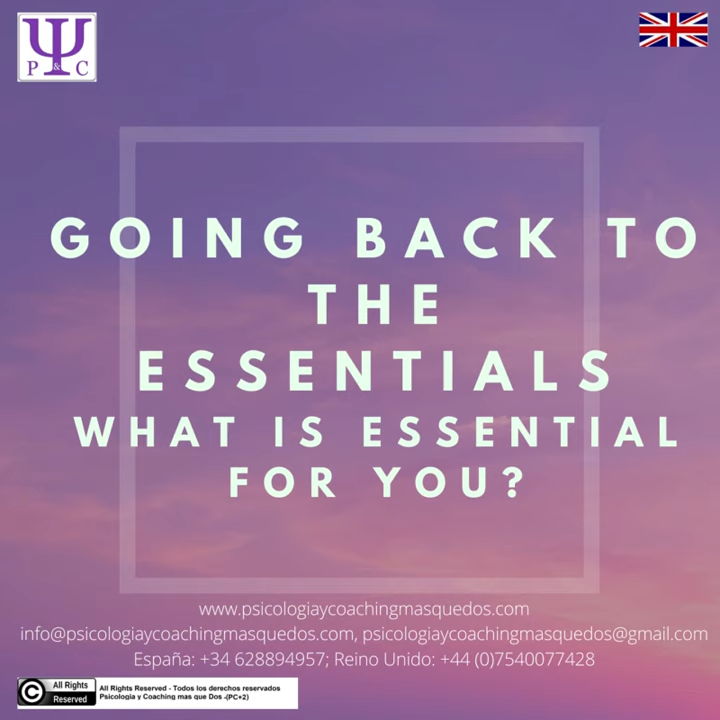 Ψ
P & C
GOING BACK TO
THE
ESSENTIALS
WHAT IS ESSENTIAL
FOR YOU?
www.psicologiaycoachingmasquedos.com
info@psicologiaycoachingmasquedos.com, psicologiaycoachingmasquedos@gmail.com
España: +34 628894957; Reino Unido: +44 (0)7540077428
C All Rights
Reserved
All Rights Reserved - Todos los derechos reservados
Psicologia y Coaching mas que Dos -(PC+2)